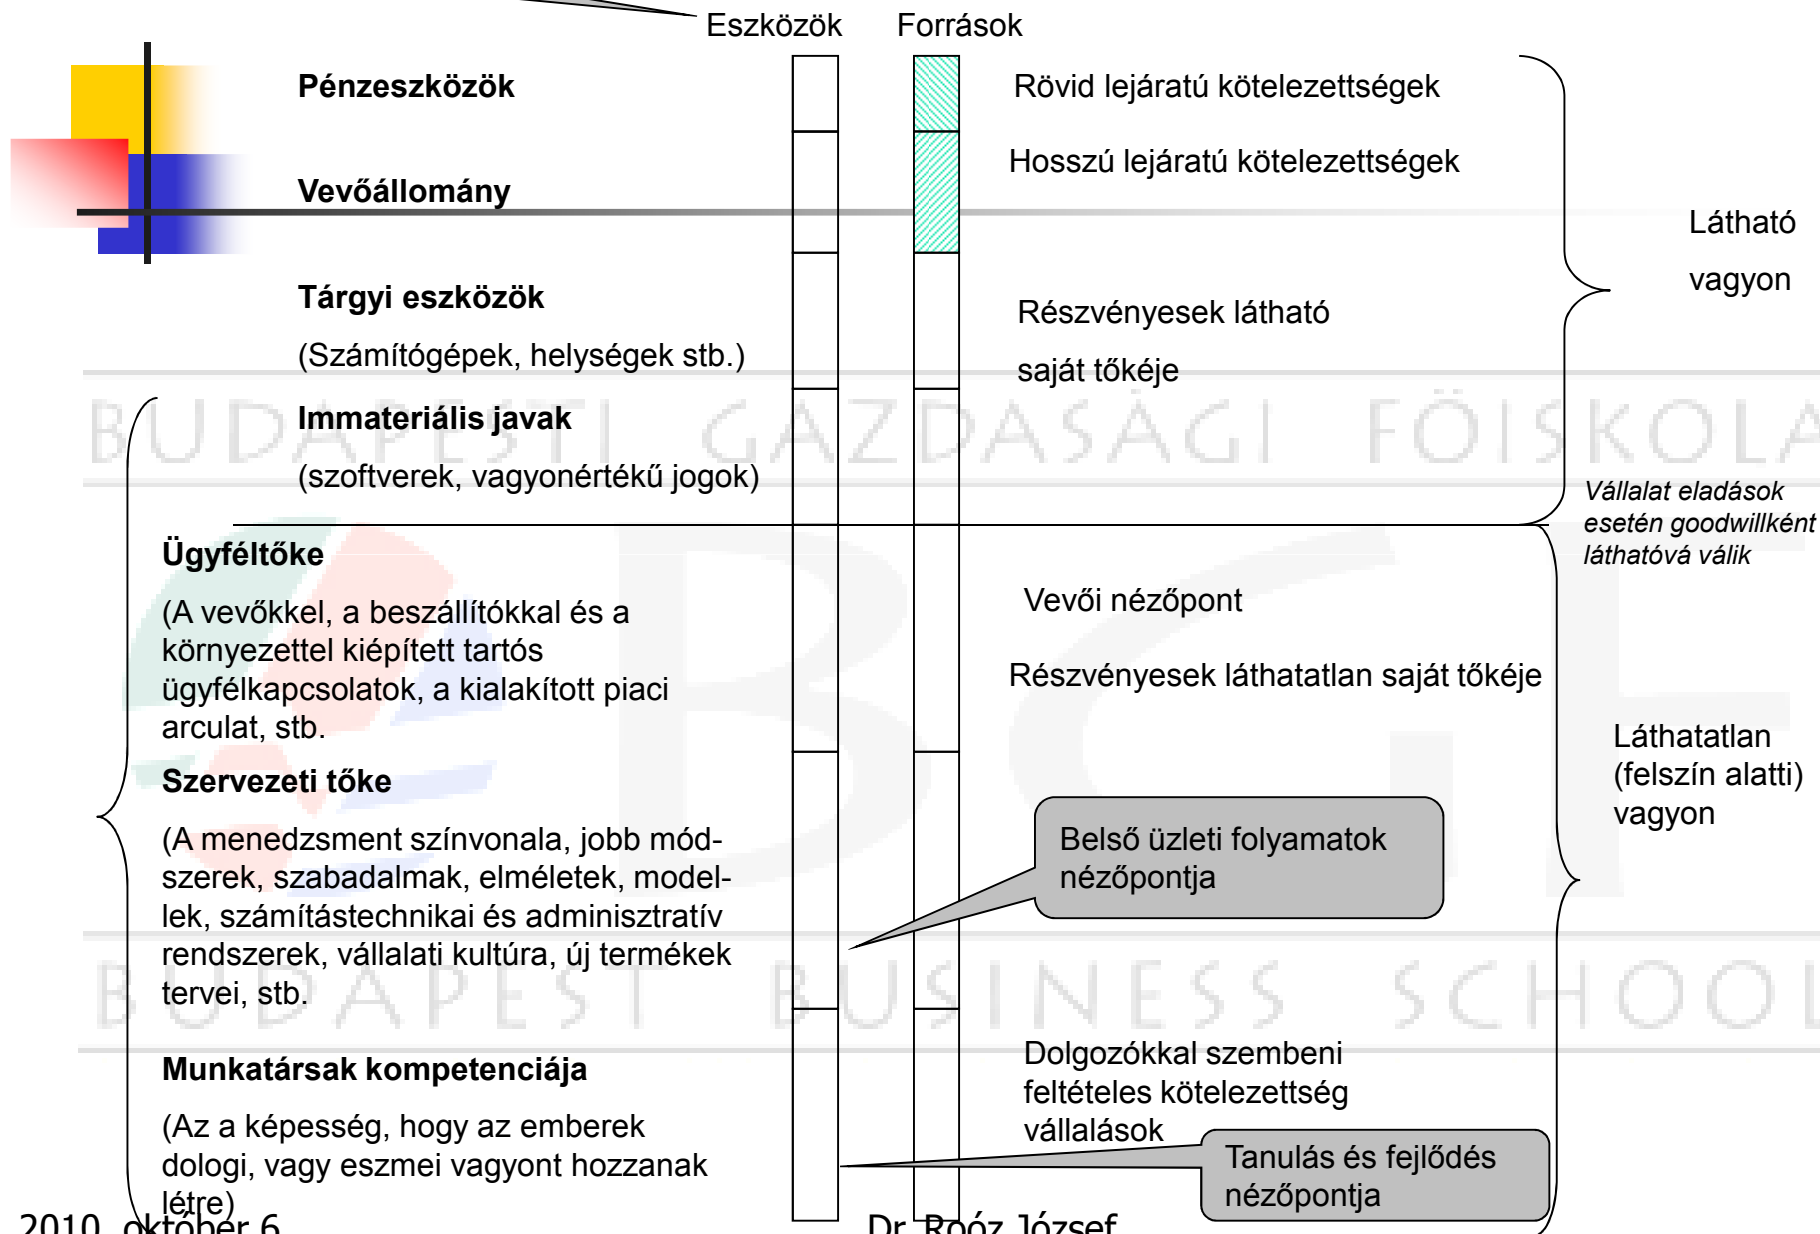 Eszközök
Források
Pénzeszközök
Rövid lejáratú kötelezettségek
Hosszú lejáratú kötelezettségek
Vevőállomány
Látható
vagyon
Tárgyi eszközök
(Számítógépek, helységek stb.)
Részvényesek látható
saját tőkéje
BUDAPESTI GAZDASÁGI FŐISKOLA
Immateriális javak
(szoftverek, vagyonértékű jogok)
Vállalat eladások
esetén goodwillként
láthatóvá válik
Ügyféltőke
(A vevőkkel, a beszállítókkal és a
környezettel kiépített tartós
ügyfélkapcsolatok, a kialakított piaci
arculat, stb.
Vevői nézőpont
Részvényesek láthatatlan saját tőkéje
BGF
Láthatatlan
(felszín alatti)
vagyon
Szervezeti tőke
(A menedzsment színvonala, jobb mód-
szerek, szabadalmak, elméletek, model-
lek, számítástechnikai és adminisztratív
rendszerek, vállalati kultúra, új termékek
tervei, stb.
Belső üzleti folyamatok
nézőpontja
BUDAPEST BUSINESS SCHOOL
Munkatársak kompetenciája
(Az a képesség, hogy az emberek
dologi, vagy eszmei vagyont hozzanak
létre)
Dolgozókkal szembeni
feltételes kötelezettség
vállalások
Tanulás és fejlődés
nézőpontja
2010. október 6
Dr. Roóz József